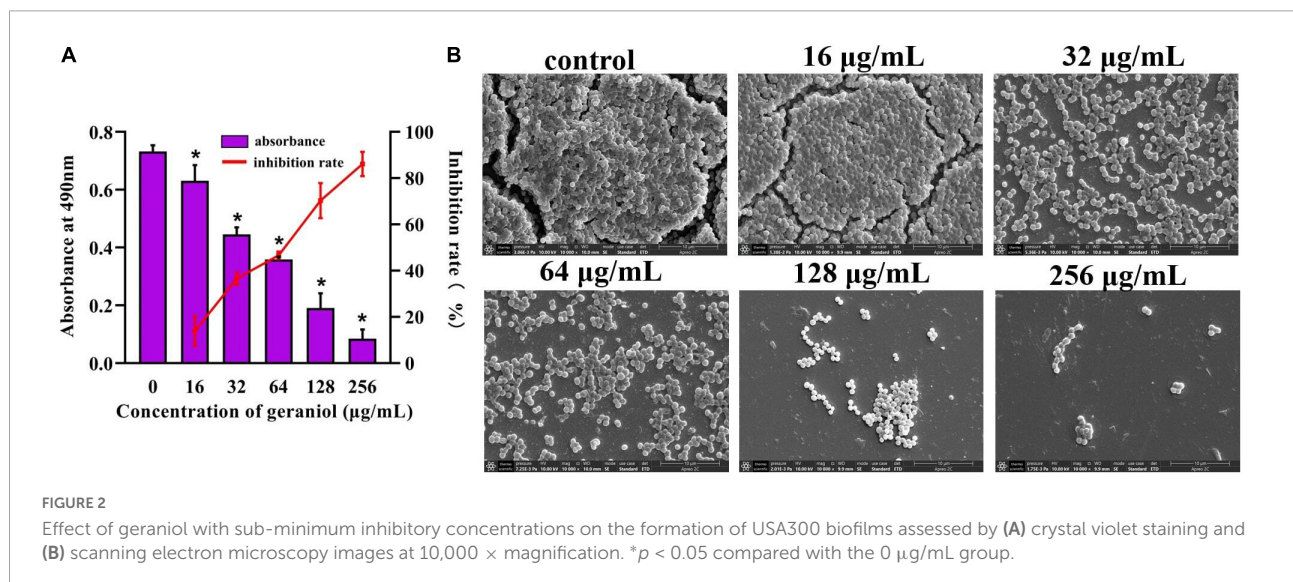 A
B
control
16 μg/mL
32 μg/mL
0.8
0.6
0.4
0.2
0.0
Absorbance at 490nm
absorbance
inhibition rate
*
*
*
*
*
100
80
60
40
20
0
Inhibition rate ( %)
0 16 32 64 128 256
Concentration of geraniol (μg/mL)
64 μg/mL
128 μg/mL
256 μg/mL
FIGURE 2
Effect of geraniol with sub-minimum inhibitory concentrations on the formation of USA300 biofilms assessed by (A) crystal violet staining and
(B) scanning electron microscopy images at 10,000 × magnification. *p < 0.05 compared with the 0 μg/mL group.